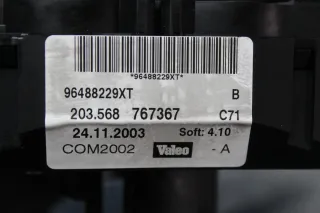 *96488229XT*
96488229XT B
203.568 767367 C71
24.11.2003 Soft: 4.10
COM2002 Valeo - A